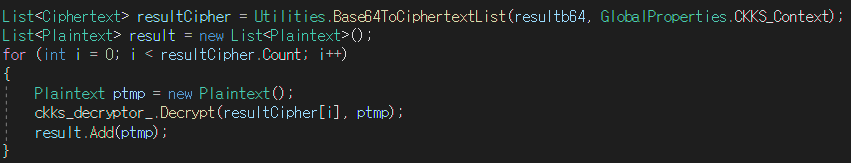 List<Ciphertext> resultCipher = Utilities.Base64ToCiphertextList(resultb64, GlobalProperties.CKKS_Context);
List<Plaintext> result = new List<Plaintext>();
for (int i = 0; i < resultCipher.Count; i++)
{
    Plaintext ptmp = new Plaintext();
    ckks_decryptor_.Decrypt(resultCipher[i], ptmp);
    result.Add(ptmp);
}